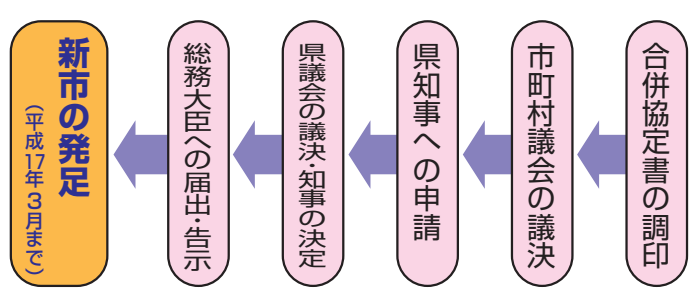 合併協定書の調印
市町村議会の議決
県知事への申請
県議会の議決・知事の決定
総務大臣への届出・告示
新市の発足
（平成17年3月まで）